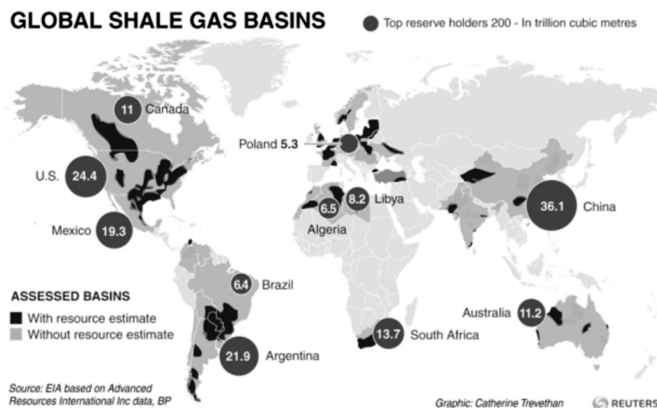 GLOBAL SHALE GAS BASINS
Top reserve holders 200 - In trillion cubic metres
11 Canada
Poland 5.3
U.S. 24.4
8.2 Libya
6.5
Algeria
36.1 China
Mexico 19.3
6.4 Brazil
ASSESSED BASINS
With resource estimate
Without resource estimate
Australia 11.2
13.7 South Africa
21.9 Argentina
Source: EIA based on Advanced
Resources International Inc data, BP
Graphic: Catherine Trevethan
REUTERS